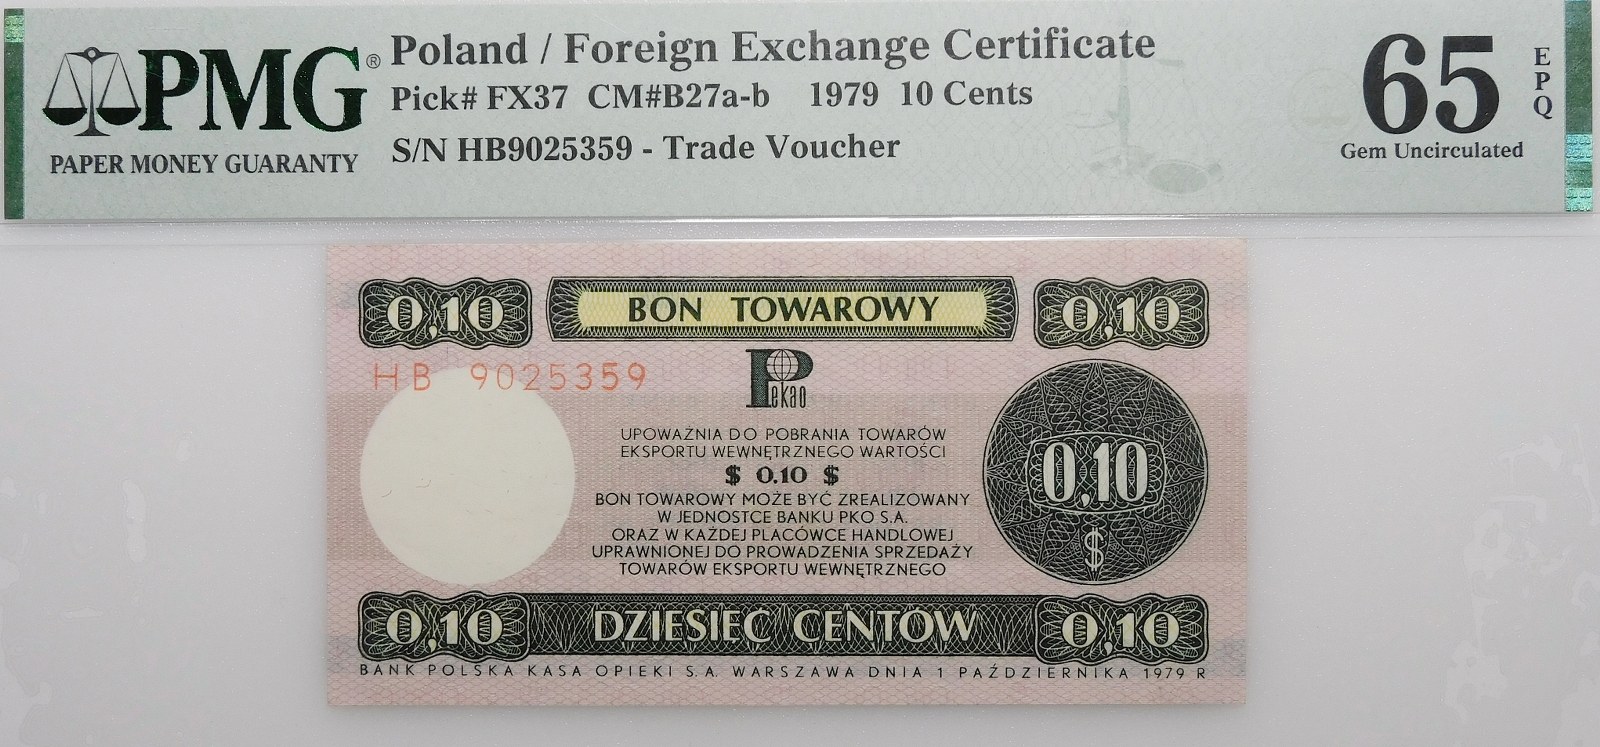 PMG®
PAPER MONEY GUARANTY
Poland / Foreign Exchange Certificate
Pick# FX37 CM#B27a-b 1979 10 Cents
S/N HB9025359 - Trade Voucher
65
EPQ
Gem Uncirculated
0,10 BON TOWAROWY 0,10
HB 9025359
Pekao
UPOWAŻNIA DO POBRANIA TOWARÓW
EKSPORTU WEWNĘTRZNEGO WARTOŚCI
$ 0.10 $
BON TOWAROWY MOŻE BYĆ ZREALIZOWANY
W JEDNOSTCE BANKU PKO S.A.
ORAZ W KAŻDEJ PLACÓWCE HANDLOWEJ
UPRAWNIONEJ DO PROWADZENIA SPRZEDAŻY
TOWARÓW EKSPORTU WEWNĘTRZNEGO
0,10
$
0,10 DZIESIĘĆ CENTÓW 0,10
BANK POLSKA KASA OPIEKI S.A. WARSZAWA DNIA 1 PAŹDZIERNIKA 1979 R